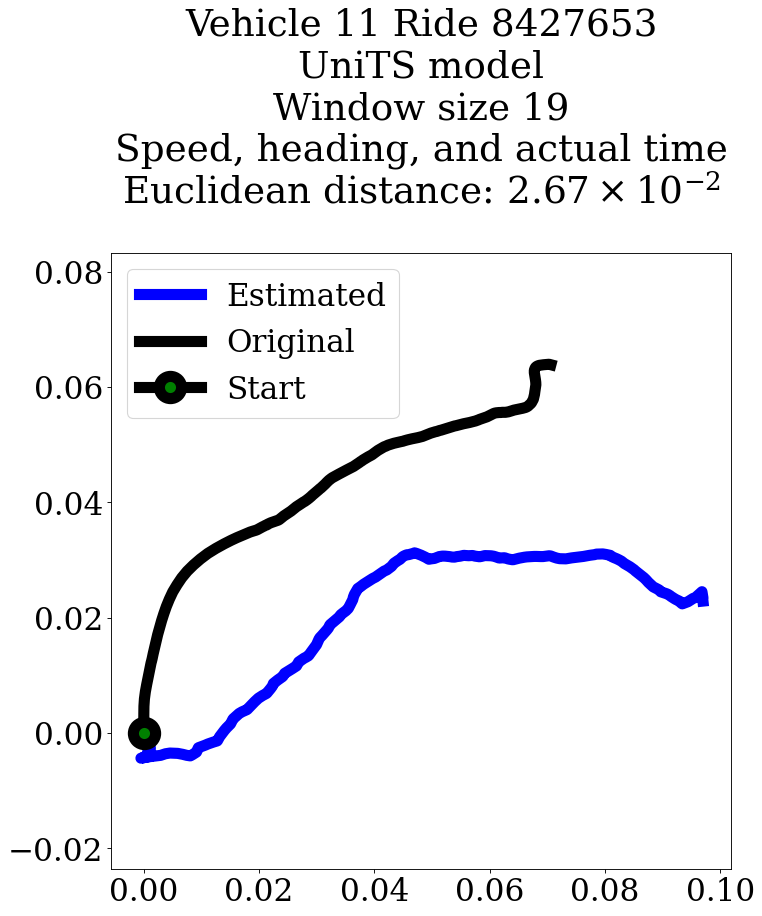 Vehicle 11 Ride 8427653
UniTS model
Window size 19
Speed, heading, and actual time
Euclidean distance: 2.67 × 10⁻²
0.08
0.06
0.04
0.02
0.00
−0.02
Estimated
Original
Start
0.00 0.02 0.04 0.06 0.08 0.10